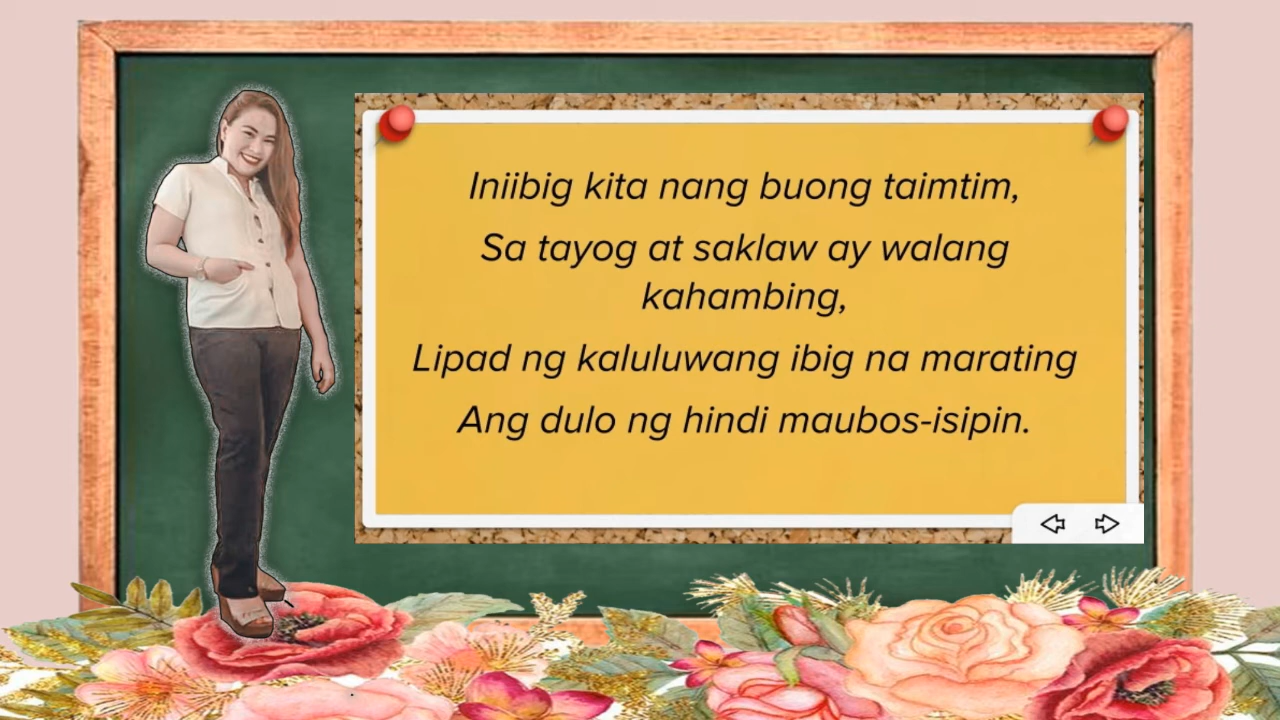 Iniibig kita nang buong taimtim,
Sa tayog at saklaw ay walang
kahambing,
Lipad ng kaluluwang ibig na marating
Ang dulo ng hindi maubos-isipin.